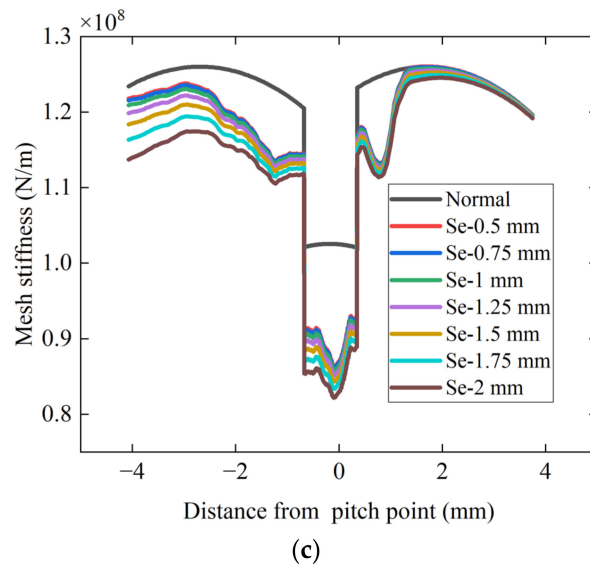 ×10⁸
1.3
1.2
1.1
1.0
0.9
0.8
Mesh stiffness (N/m)
Normal
Se-0.5 mm
Se-0.75 mm
Se-1 mm
Se-1.25 mm
Se-1.5 mm
Se-1.75 mm
Se-2 mm
−4 −2 0 2 4
Distance from pitch point (mm)
(c)